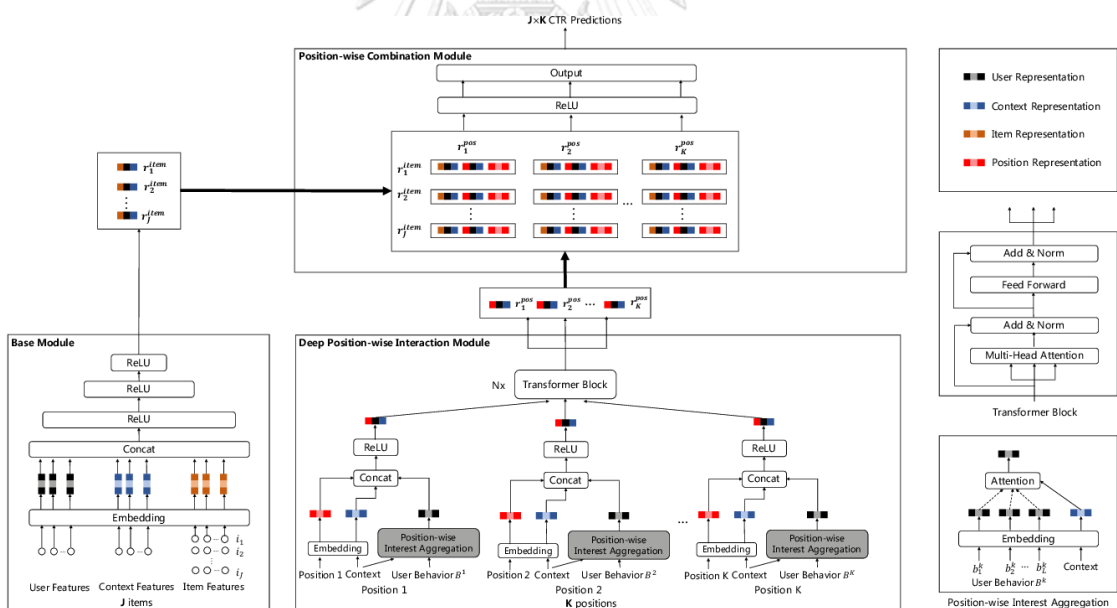 J×K CTR Predictions
Position-wise Combination Module
Output
ReLU
r_1^{pos} r_2^{pos} r_K^{pos}
r_1^{item}
r_2^{item}
⋮ ⋮ ⋮ ...
r_J^{item}
r_1^{item}
r_2^{item}
⋮
r_J^{item}
r_1^{pos} r_2^{pos} ... r_K^{pos}
Base Module
ReLU
ReLU
ReLU
Concat
Embedding
... ... ... i_1
i_2
⋮
i_J
User Features Context Features Item Features
J items
Deep Position-wise Interaction Module
Nx Transformer Block
ReLU
Concat
Embedding
Position-wise
Interest Aggregation
Position 1 Context User Behavior B^1
Position 1
ReLU
Concat
Embedding
Position-wise
Interest Aggregation
Position 2 Context User Behavior B^2
Position 2
...
ReLU
Concat
Embedding
Position-wise
Interest Aggregation
Position K Context User Behavior B^K
Position K
K positions
User Representation
Context Representation
Item Representation
Position Representation
Add & Norm
Feed Forward
Add & Norm
Multi-Head Attention
Transformer Block
Attention
Embedding
b_1^k b_2^k ... b_L^k Context
User Behavior B^k
Position-wise Interest Aggregation